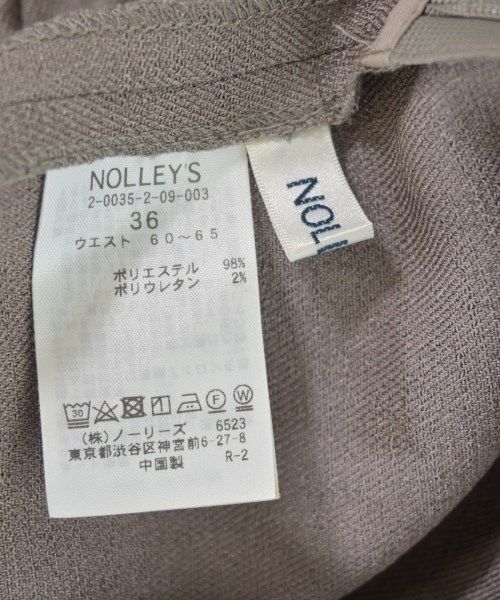 NOLLEY'S
2-0035-2-09-003
36
ウエスト 60～65
ポリエステル 98%
ポリウレタン 2%
30 F W
(株)ノーリーズ 6523
東京都渋谷区神宮前6-27-8
中国製 R-2
NOL